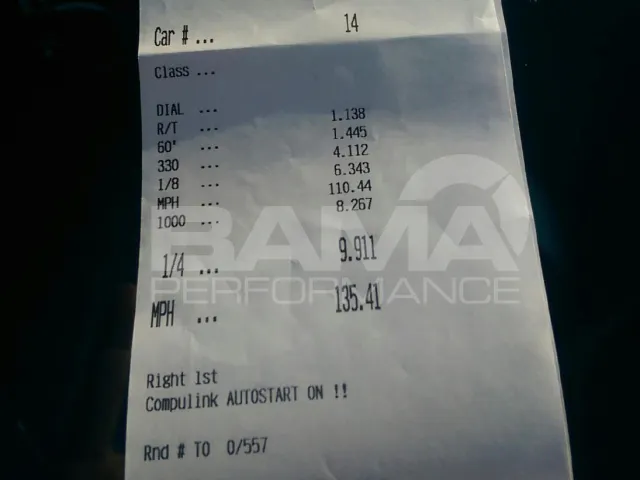 Car # ... 14
Class ...
DIAL ...
R/T ... 1.138
60' ... 1.445
330 ... 4.112
1/8 ... 6.343
MPH ... 110.44
1000 ... 8.267
1/4 ... 9.911
MPH ... 135.41
BAMA
PERFORMANCE
Right 1st
Compulink AUTOSTART ON !!
Rnd # TO 0/557